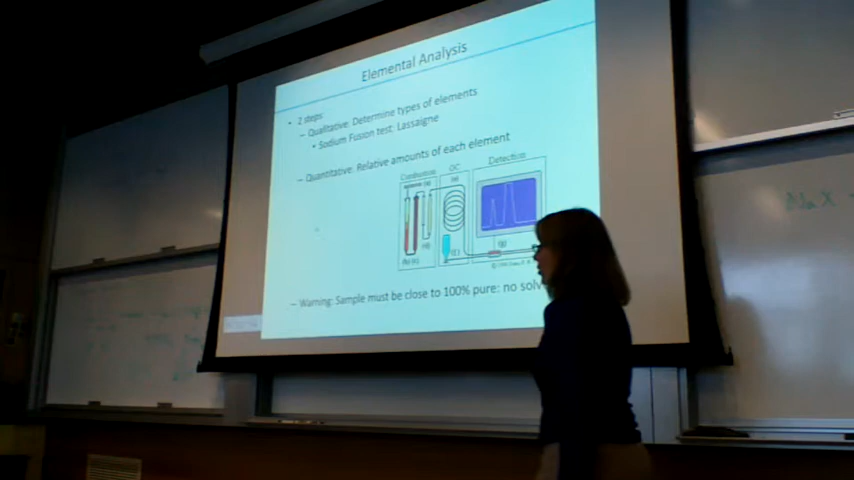 Elemental Analysis
• 2 steps:
– Qualitative: Determine types of elements
• Sodium Fusion test: Lassaigne
– Quantitative: Relative amounts of each element
Combustion GC Detection
– Warning: Sample must be close to 100% pure: no solv